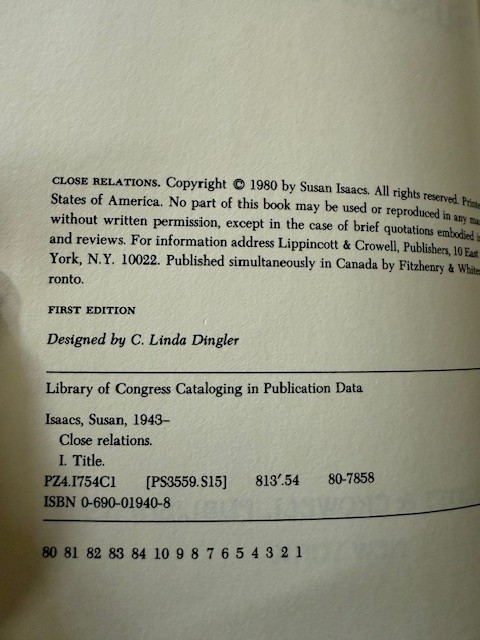 CLOSE RELATIONS. Copyright © 1980 by Susan Isaacs. All rights reserved. Printe
States of America. No part of this book may be used or reproduced in any ma
without written permission, except in the case of brief quotations embodied i
and reviews. For information address Lippincott & Crowell, Publishers, 10 East
York, N.Y. 10022. Published simultaneously in Canada by Fitzhenry & White
ronto.
FIRST EDITION
Designed by C. Linda Dingler
Library of Congress Cataloging in Publication Data
Isaacs, Susan, 1943–
Close relations.
I. Title.
PZ4.I754C1 [PS3559.S15] 813′.54 80-7858
ISBN 0-690-01940-8
80 81 82 83 84 10 9 8 7 6 5 4 3 2 1